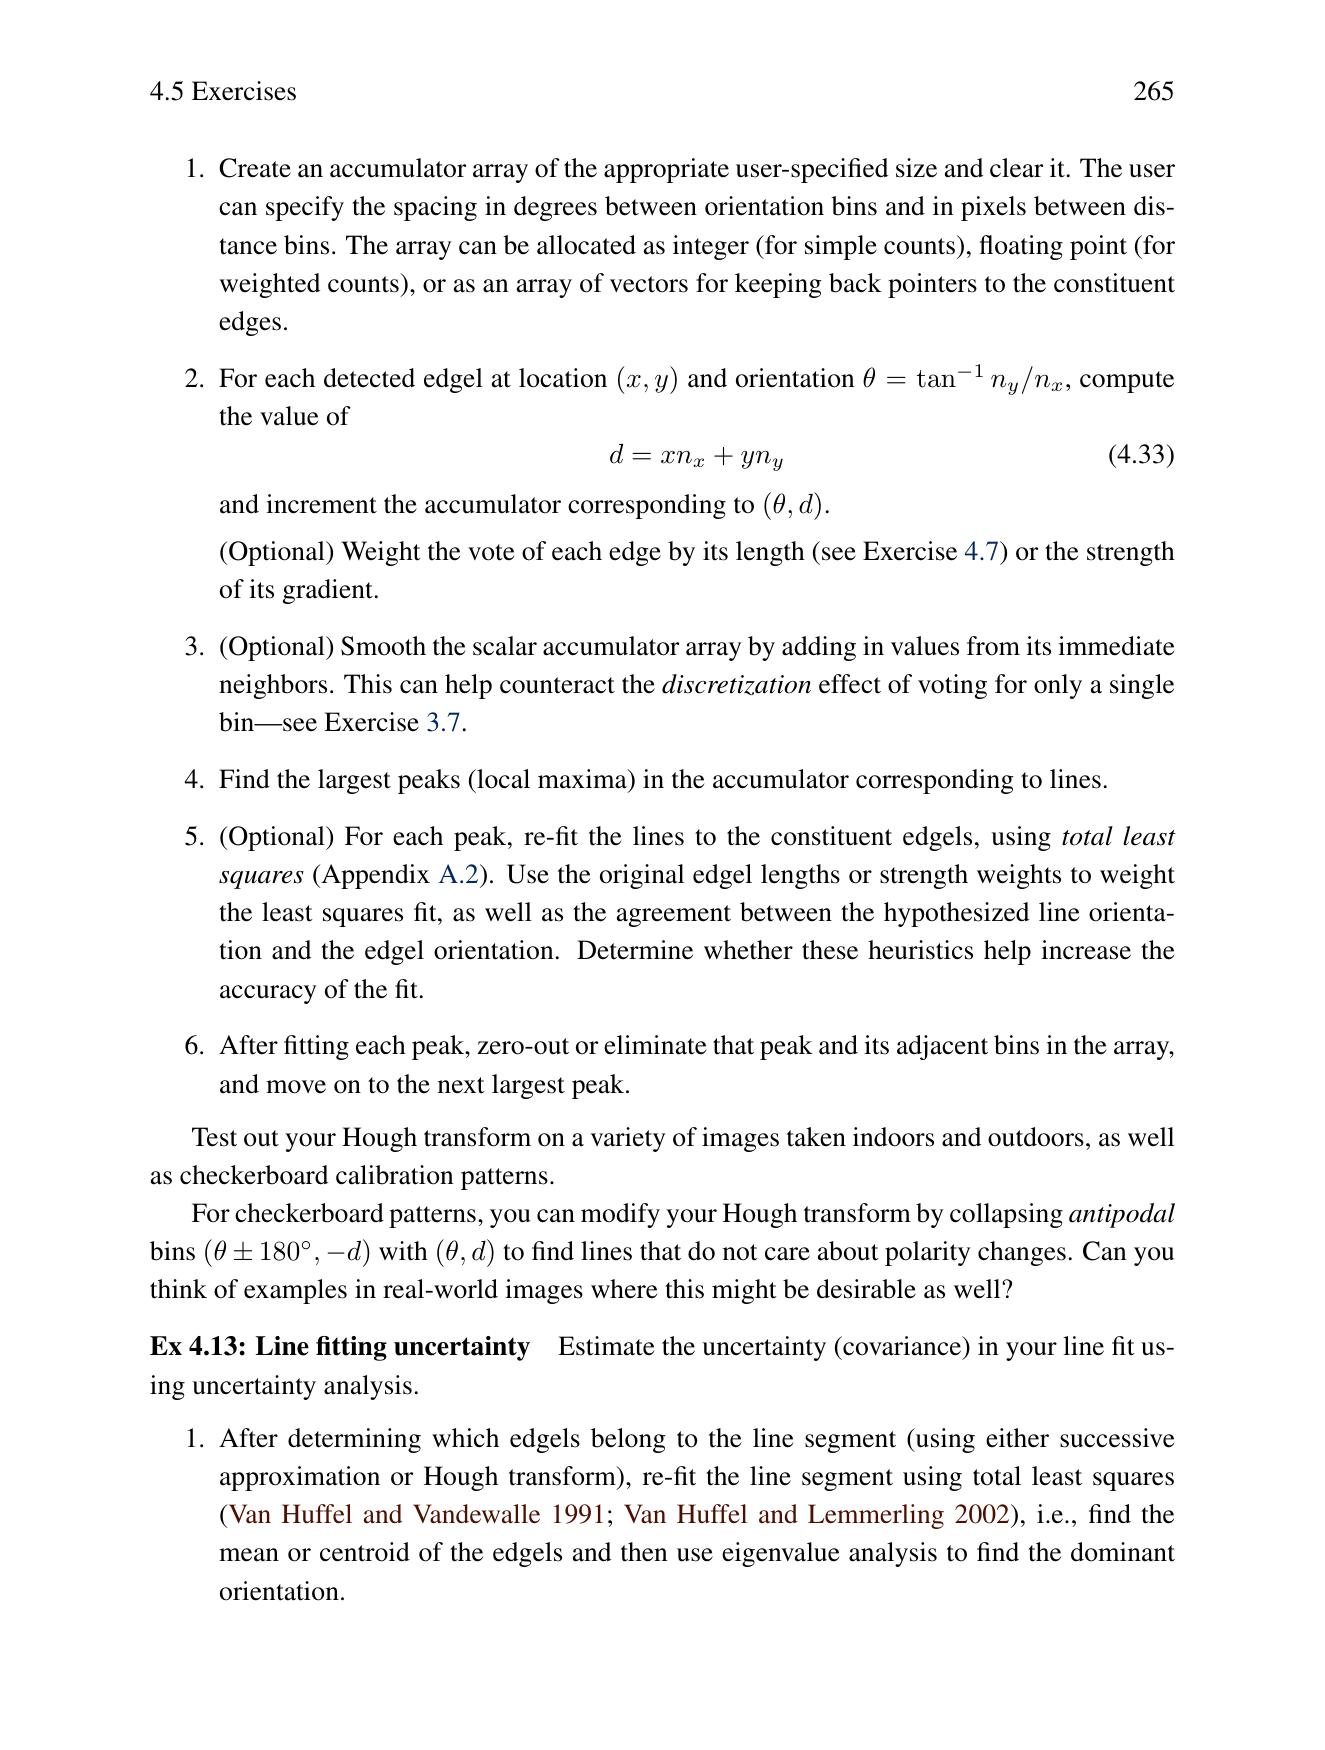 4.5 Exercises 265
1. Create an accumulator array of the appropriate user-specified size and clear it. The user
can specify the spacing in degrees between orientation bins and in pixels between dis-
tance bins. The array can be allocated as integer (for simple counts), floating point (for
weighted counts), or as an array of vectors for keeping back pointers to the constituent
edges.
2. For each detected edgel at location (x, y) and orientation θ = tan⁻¹ n_y/n_x, compute
the value of
d = xn_x + yn_y (4.33)
and increment the accumulator corresponding to (θ, d).
(Optional) Weight the vote of each edge by its length (see Exercise 4.7) or the strength
of its gradient.
3. (Optional) Smooth the scalar accumulator array by adding in values from its immediate
neighbors. This can help counteract the discretization effect of voting for only a single
bin—see Exercise 3.7.
4. Find the largest peaks (local maxima) in the accumulator corresponding to lines.
5. (Optional) For each peak, re-fit the lines to the constituent edgels, using total least
squares (Appendix A.2). Use the original edgel lengths or strength weights to weight
the least squares fit, as well as the agreement between the hypothesized line orienta-
tion and the edgel orientation. Determine whether these heuristics help increase the
accuracy of the fit.
6. After fitting each peak, zero-out or eliminate that peak and its adjacent bins in the array,
and move on to the next largest peak.
Test out your Hough transform on a variety of images taken indoors and outdoors, as well
as checkerboard calibration patterns.
For checkerboard patterns, you can modify your Hough transform by collapsing antipodal
bins (θ ± 180°, −d) with (θ, d) to find lines that do not care about polarity changes. Can you
think of examples in real-world images where this might be desirable as well?
Ex 4.13: Line fitting uncertainty Estimate the uncertainty (covariance) in your line fit us-
ing uncertainty analysis.
1. After determining which edgels belong to the line segment (using either successive
approximation or Hough transform), re-fit the line segment using total least squares
(Van Huffel and Vandewalle 1991; Van Huffel and Lemmerling 2002), i.e., find the
mean or centroid of the edgels and then use eigenvalue analysis to find the dominant
orientation.